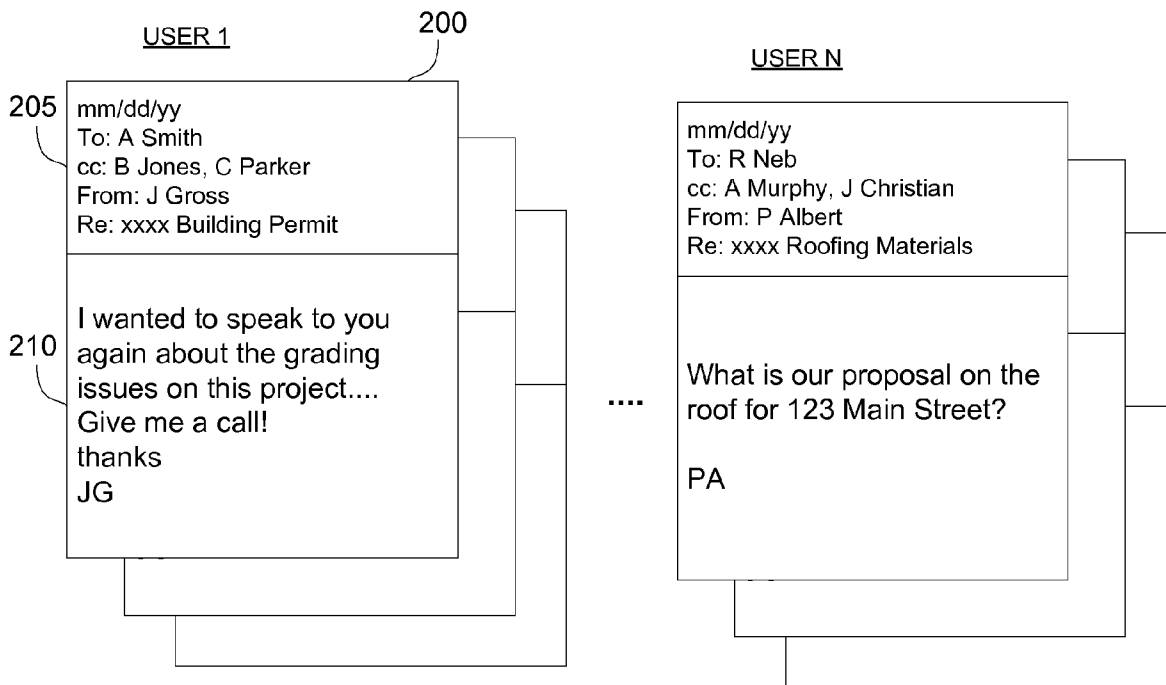 USER 1
200
205
mm/dd/yy
To: A Smith
cc: B Jones, C Parker
From: J Gross
Re: xxxx Building Permit
210
I wanted to speak to you
again about the grading
issues on this project....
Give me a call!
thanks
JG
....
USER N
mm/dd/yy
To: R Neb
cc: A Murphy, J Christian
From: P Albert
Re: xxxx Roofing Materials
What is our proposal on the
roof for 123 Main Street?
PA